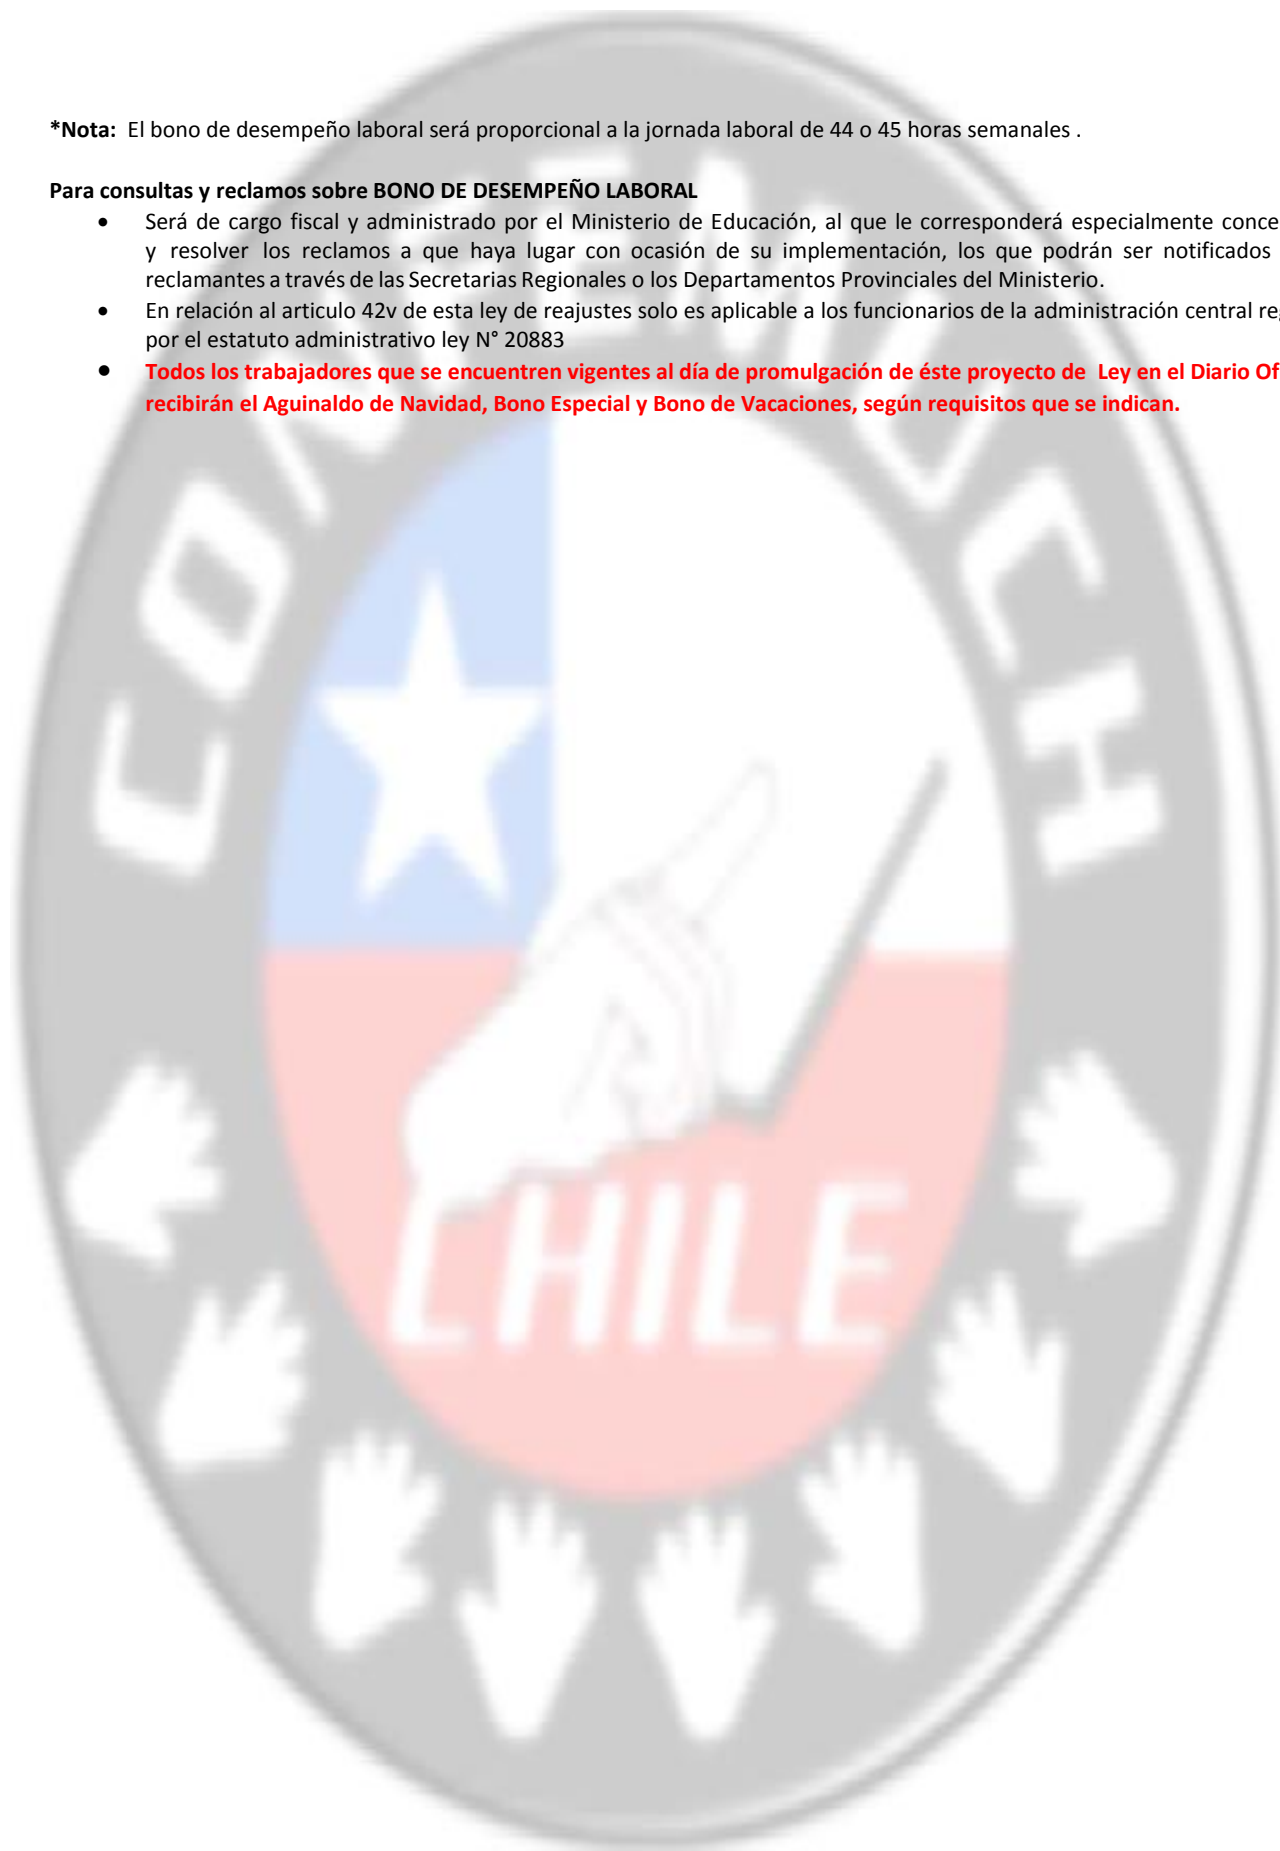 *Nota: El bono de desempeño laboral será proporcional a la jornada laboral de 44 o 45 horas semanales .
Para consultas y reclamos sobre BONO DE DESEMPEÑO LABORAL
• Será de cargo fiscal y administrado por el Ministerio de Educación, al que le corresponderá especialmente conce
y resolver los reclamos a que haya lugar con ocasión de su implementación, los que podrán ser notificados
reclamantes a través de las Secretarias Regionales o los Departamentos Provinciales del Ministerio.
• En relación al articulo 42v de esta ley de reajustes solo es aplicable a los funcionarios de la administración central re
por el estatuto administrativo ley N° 20883
• Todos los trabajadores que se encuentren vigentes al día de promulgación de éste proyecto de Ley en el Diario Of
recibirán el Aguinaldo de Navidad, Bono Especial y Bono de Vacaciones, según requisitos que se indican.
CONFEMUCH
CHILE